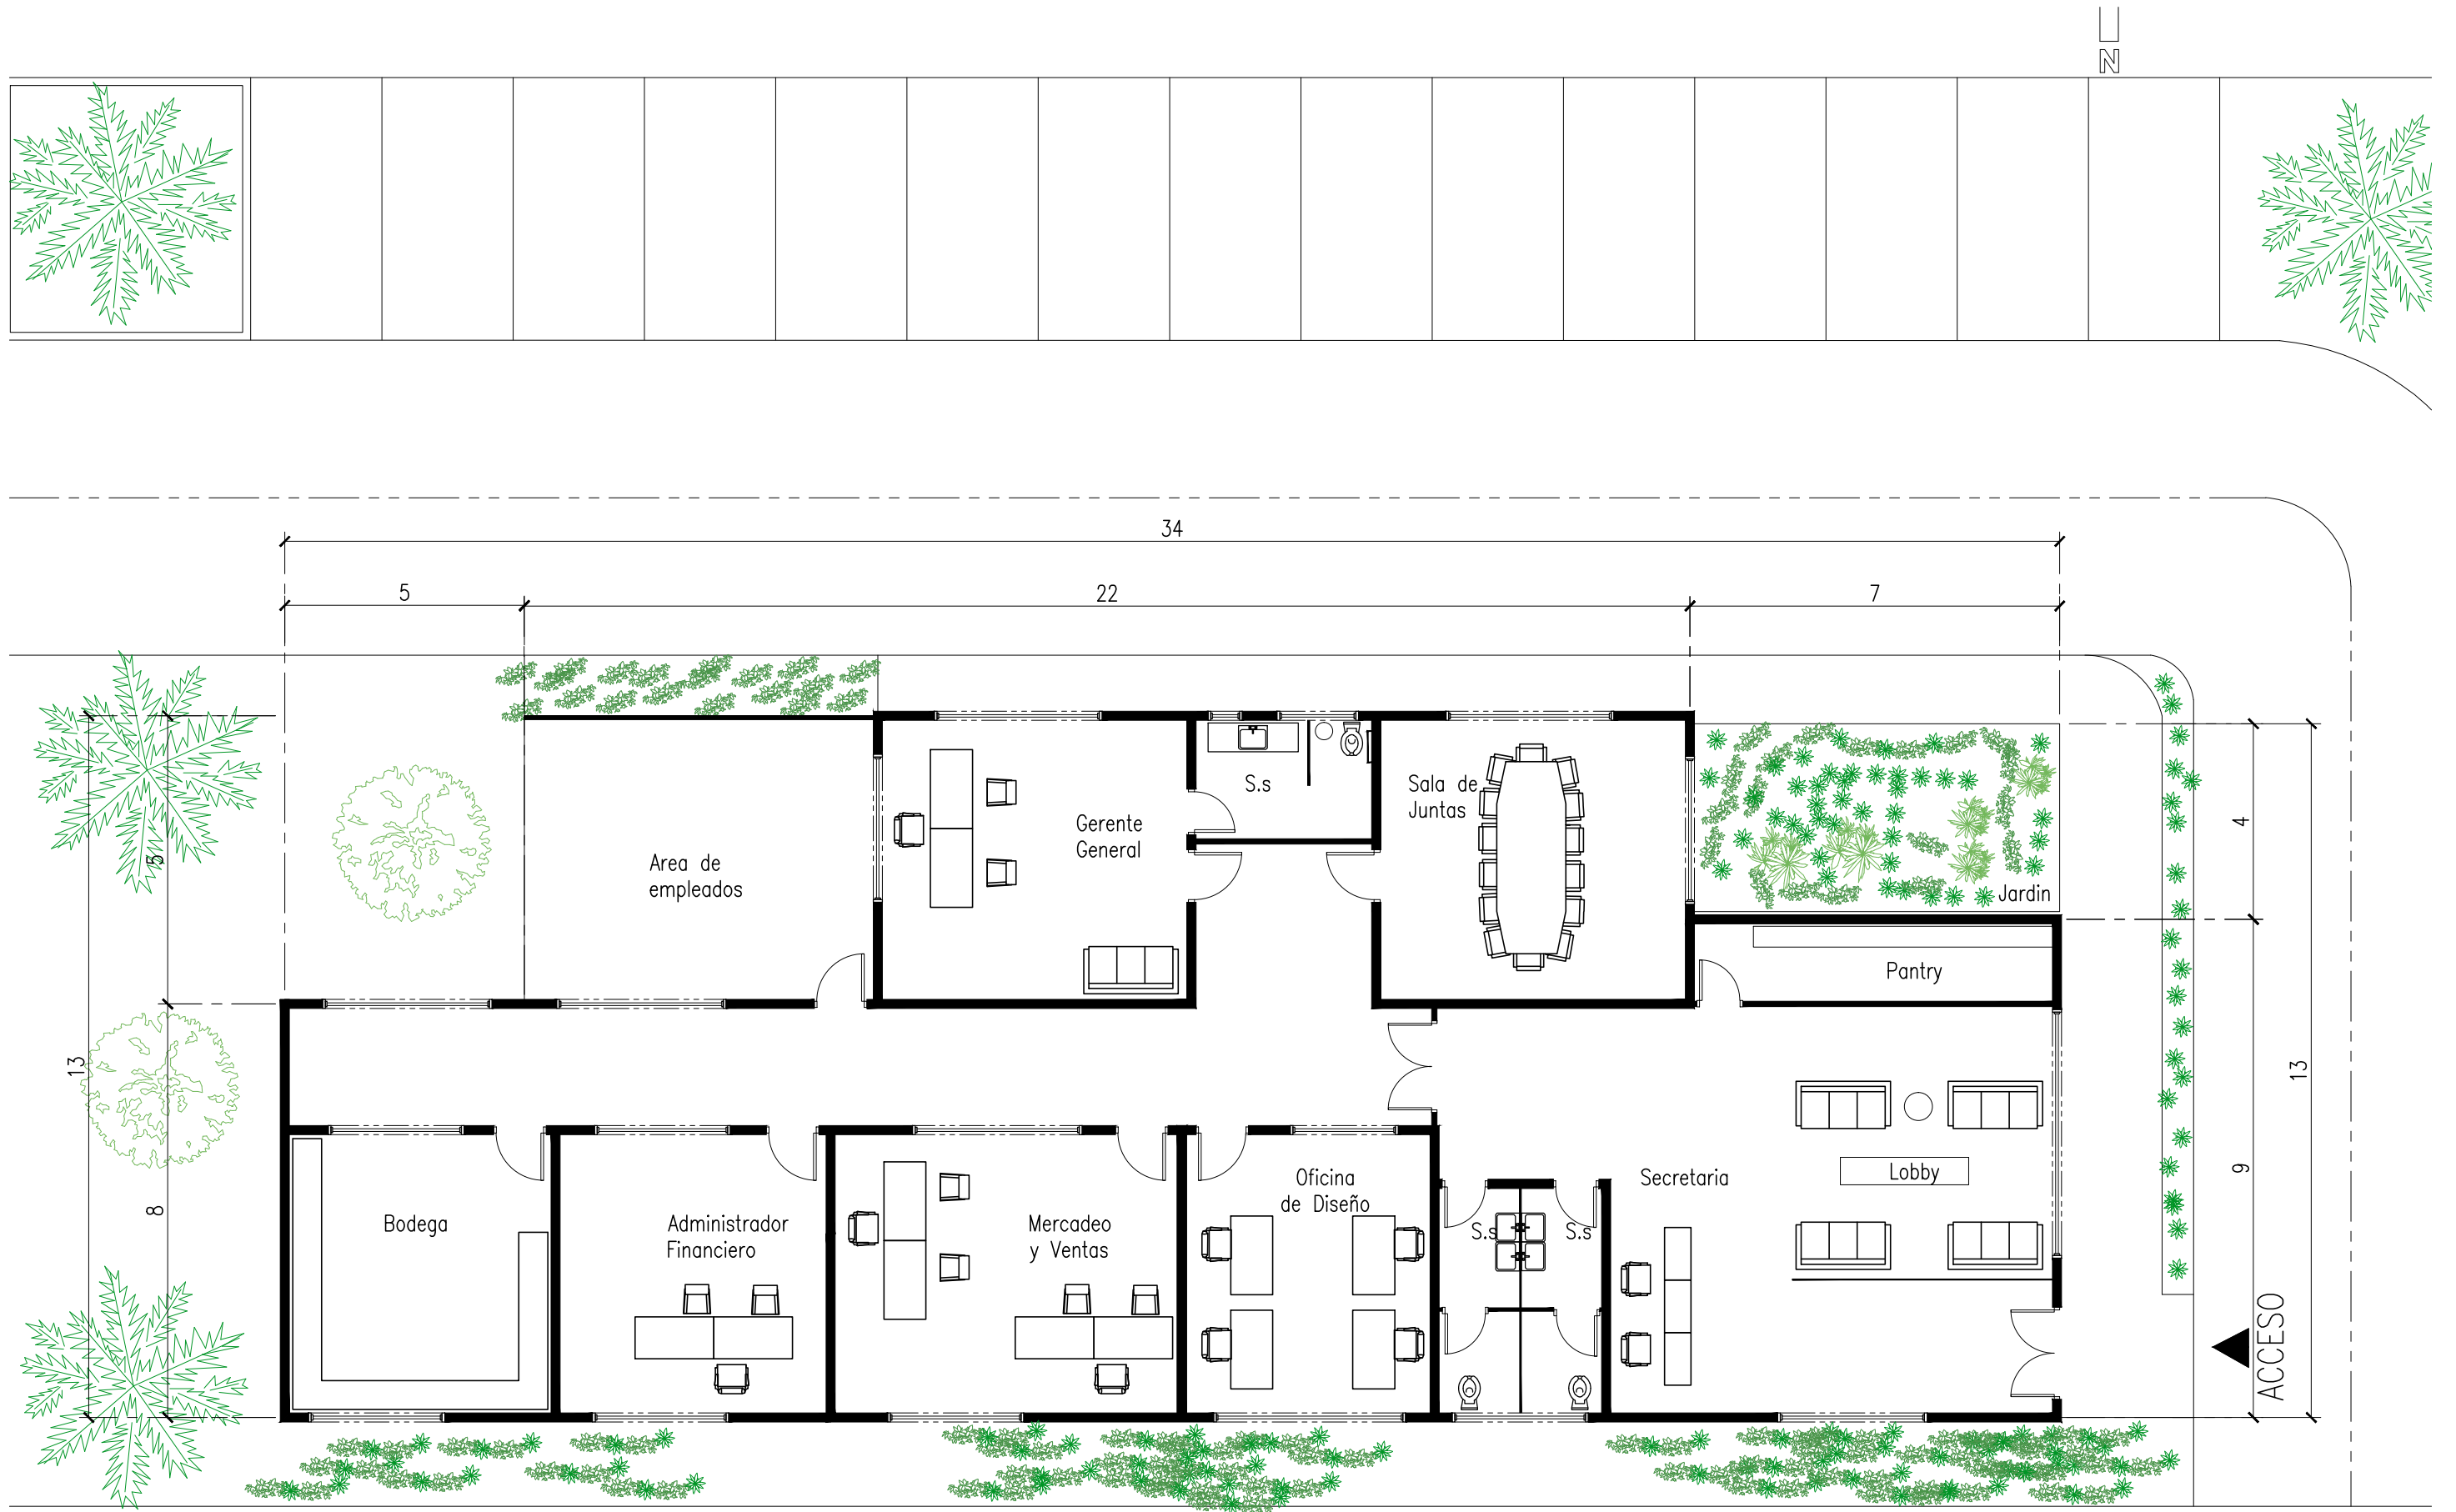 N
34
5
22
7
S.s
Sala de
Juntas
Gerente
General
4
5
Area de
empleados
Jardin
Pantry
13
13
Secretaria
Lobby
9
Oficina
de Diseño
8
Bodega
Administrador
Financiero
Mercadeo
y Ventas
S.s
S.s
ACCESO